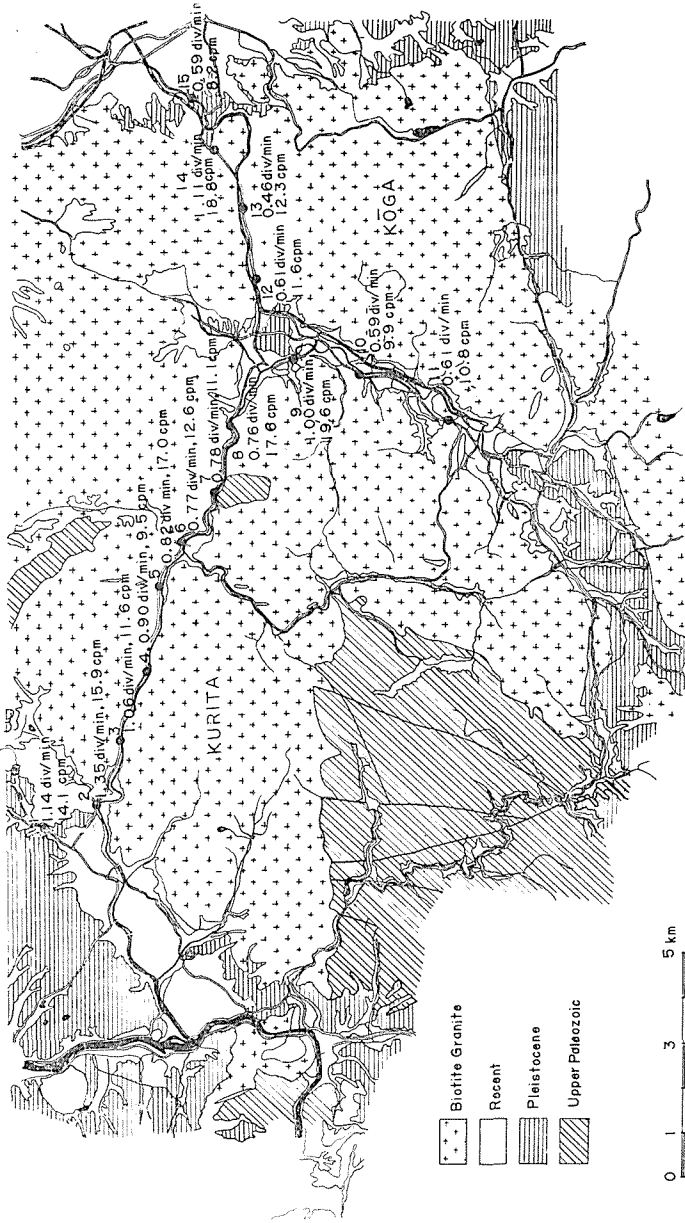 1.14 div/min
14.1 cpm
2
1.35 div/min, 15.9 cpm
3
1.06 div/min, 11.6 cpm
4 0.90 div/min, 9.5 cpm
5 0.82 div min, 17.0 cpm
6
0.77 div/min, 12.6 cpm
7
0.78 div/min, 11.1 cpm
8
0.76 div/min
17.6 cpm
9
1.00 div/min
19.6 cpm
10
0.59 div/min
9.9 cpm
11
0.61 div/min
10.8 cpm
12
0.61 div/min
11.6 cpm
13
0.46 div/min
12.3 cpm
14
1.11 div/min
18.8 cpm
15
0.59 div/min
8.2 cpm
KURITA
KŌGA
Biotite Granite
Recent
Pleistocene
Upper Paleozoic
0 1 3 5 km